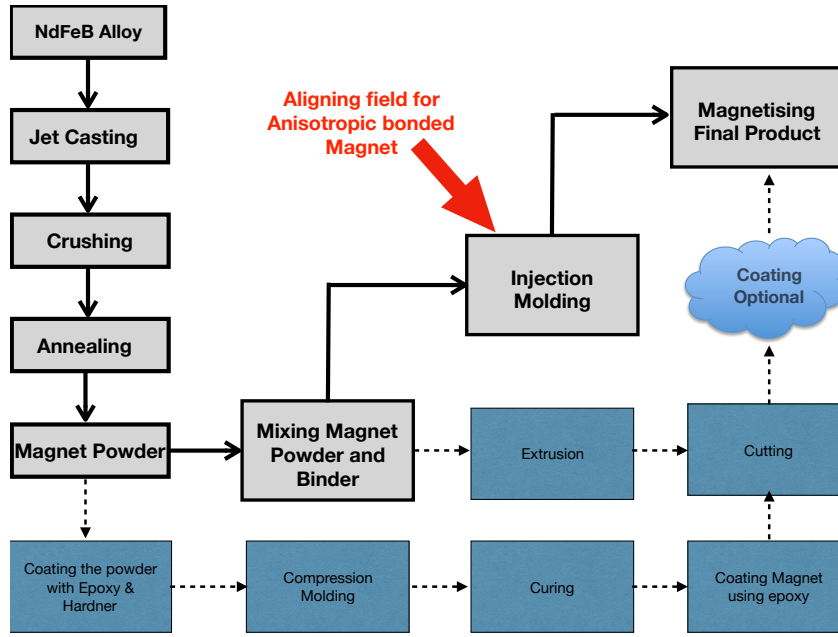 NdFeB Alloy
Jet Casting
Crushing
Annealing
Magnet Powder
Aligning field for
Anisotropic bonded
Magnet
Magnetising
Final Product
Injection
Molding
Coating
Optional
Mixing Magnet
Powder and
Binder
Extrusion
Cutting
Coating the powder
with Epoxy &
Hardner
Compression
Molding
Curing
Coating Magnet
using epoxy